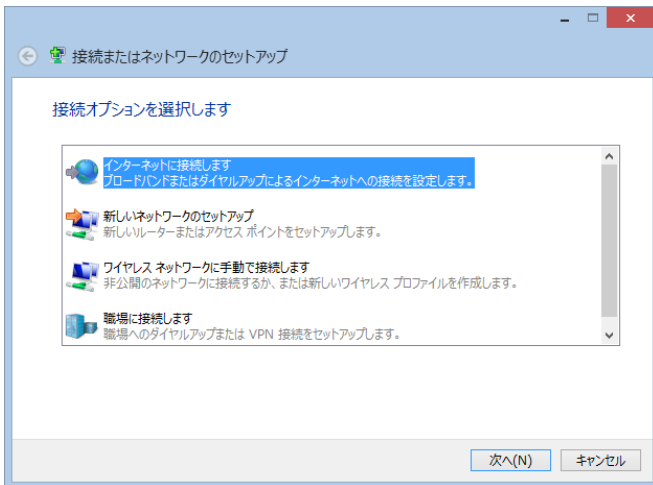 接続またはネットワークのセットアップ
接続オプションを選択します
インターネットに接続します
ブロードバンドまたはダイヤルアップによるインターネットへの接続を設定します。
新しいネットワークのセットアップ
新しいルーターまたはアクセス ポイントをセットアップします。
ワイヤレス ネットワークに手動で接続します
非公開のネットワークに接続するか、または新しいワイヤレス プロファイルを作成します。
職場に接続します
職場へのダイヤルアップまたは VPN 接続をセットアップします。
次へ(N)
キャンセル